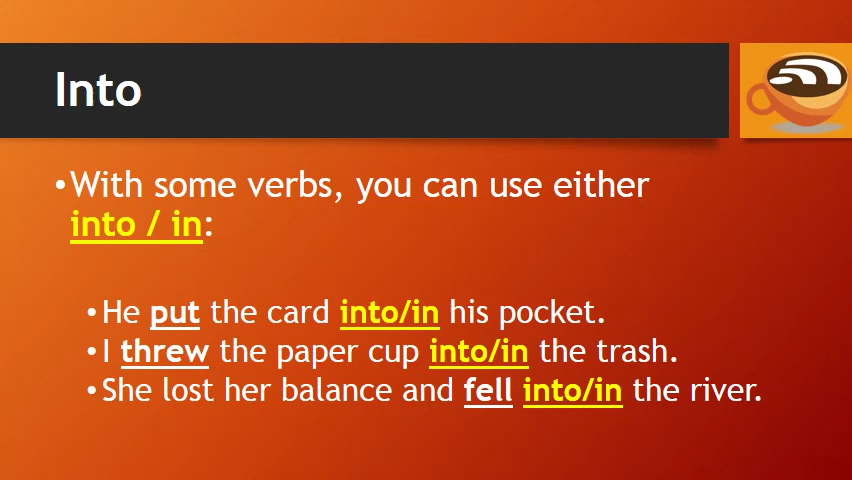 Into
•With some verbs, you can use either
into / in:
•He put the card into/in his pocket.
•I threw the paper cup into/in the trash.
•She lost her balance and fell into/in the river.